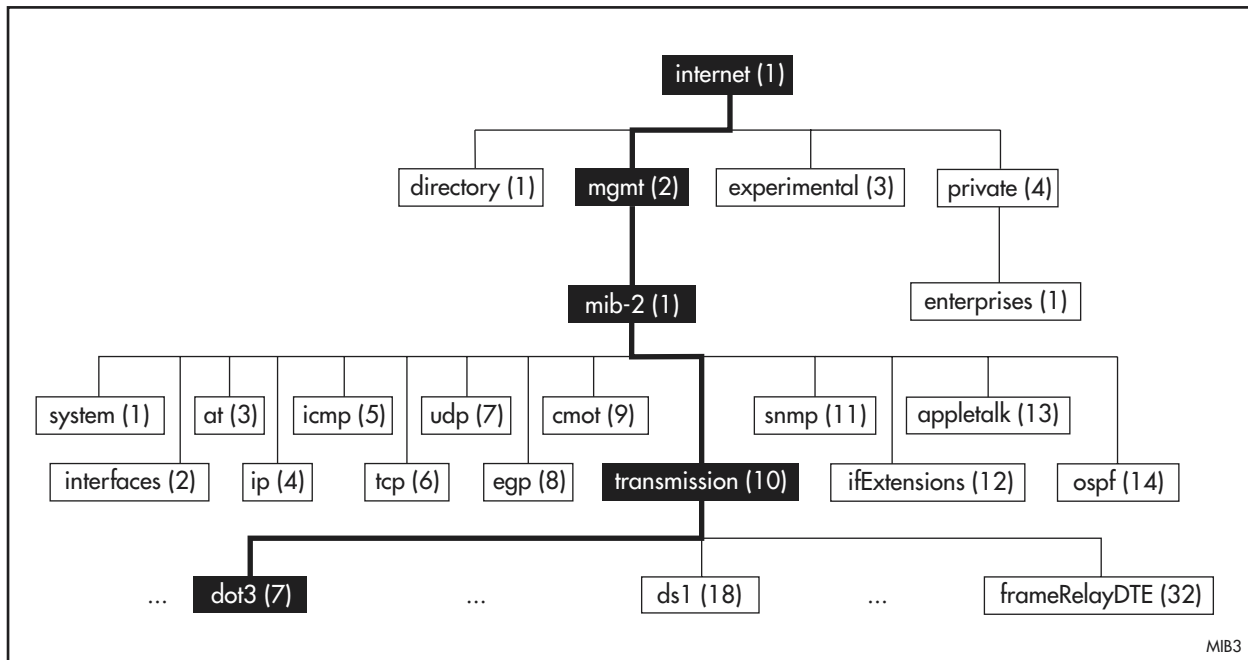 internet (1)
directory (1)
mgmt (2)
experimental (3)
private (4)
mib-2 (1)
enterprises (1)
system (1)
at (3)
icmp (5)
udp (7)
cmot (9)
snmp (11)
appletalk (13)
interfaces (2)
ip (4)
tcp (6)
egp (8)
transmission (10)
ifExtensions (12)
ospf (14)
...
dot3 (7)
...
ds1 (18)
...
frameRelayDTE (32)
MIB3